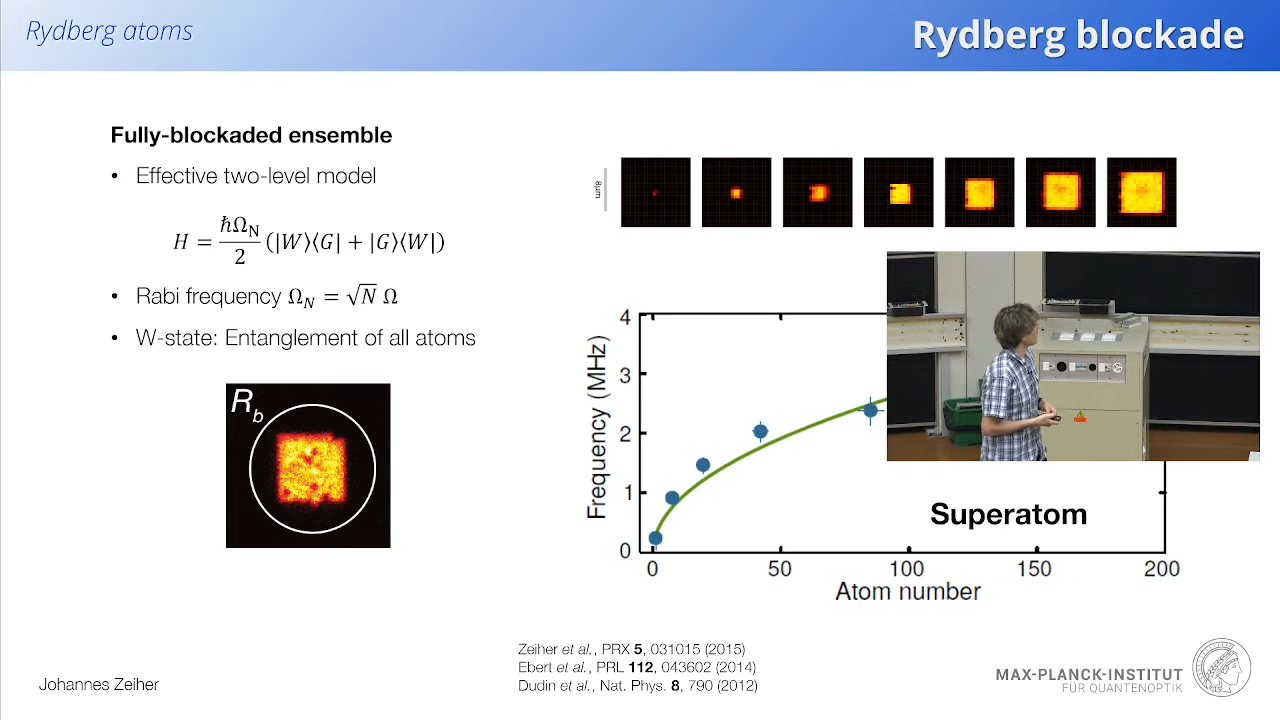 Rydberg atoms
Rydberg blockade
Fully-blockaded ensemble
• Effective two-level model
H = ħΩ_N/2 (|W⟩⟨G| + |G⟩⟨W|)
• Rabi frequency Ω_N = √N Ω
• W-state: Entanglement of all atoms
R_b
8µm
Frequency (MHz)
4
3
2
1
0
0 50 100 150 200
Atom number
Superatom
Zeiher et al., PRX 5, 031015 (2015)
Ebert et al., PRL 112, 043602 (2014)
Dudin et al., Nat. Phys. 8, 790 (2012)
Johannes Zeiher
MAX-PLANCK-INSTITUT
FÜR QUANTENOPTIK